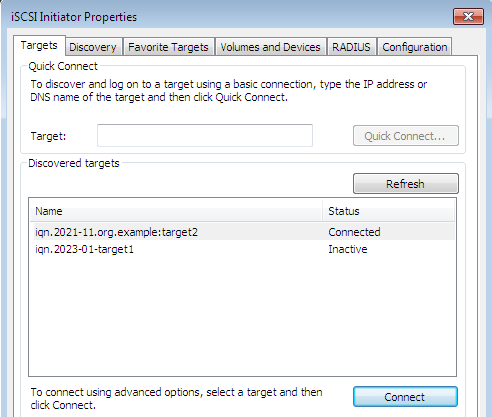 iSCSI Initiator Properties
Targets Discovery Favorite Targets Volumes and Devices RADIUS Configuration
Quick Connect
To discover and log on to a target using a basic connection, type the IP address or
DNS name of the target and then click Quick Connect.
Target: Quick Connect...
Discovered targets
Refresh
Name Status
iqn.2021-11.org.example:target2 Connected
iqn.2023-01-target1 Inactive
To connect using advanced options, select a target and then
click Connect.
Connect